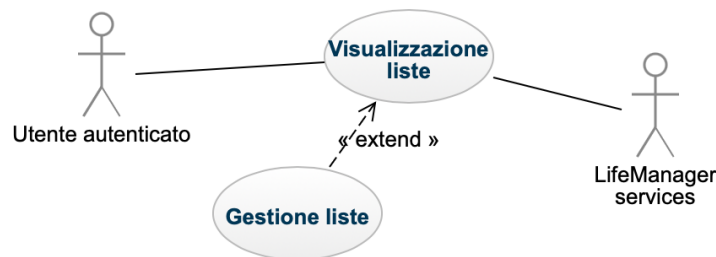 Visualizzazione
liste
Utente autenticato
« extend »
LifeManager
services
Gestione liste